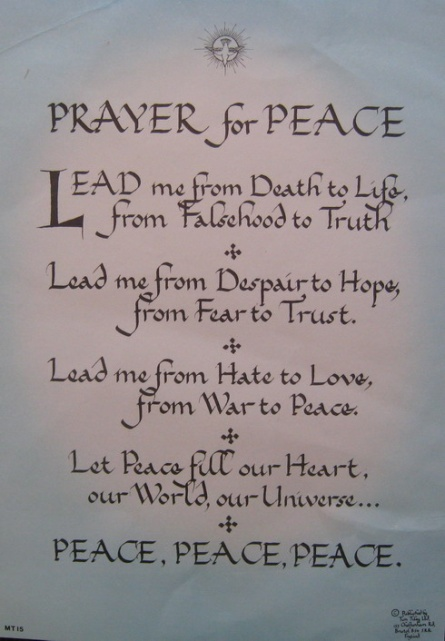 PRAYER for PEACE
LEAD me from Death to Life,
from Falsehood to Truth
Lead me from Despair to Hope,
from Fear to Trust.
Lead me from Hate to Love,
from War to Peace.
Let Peace fill our Heart,
our World, our Universe...
PEACE, PEACE, PEACE.
MT15